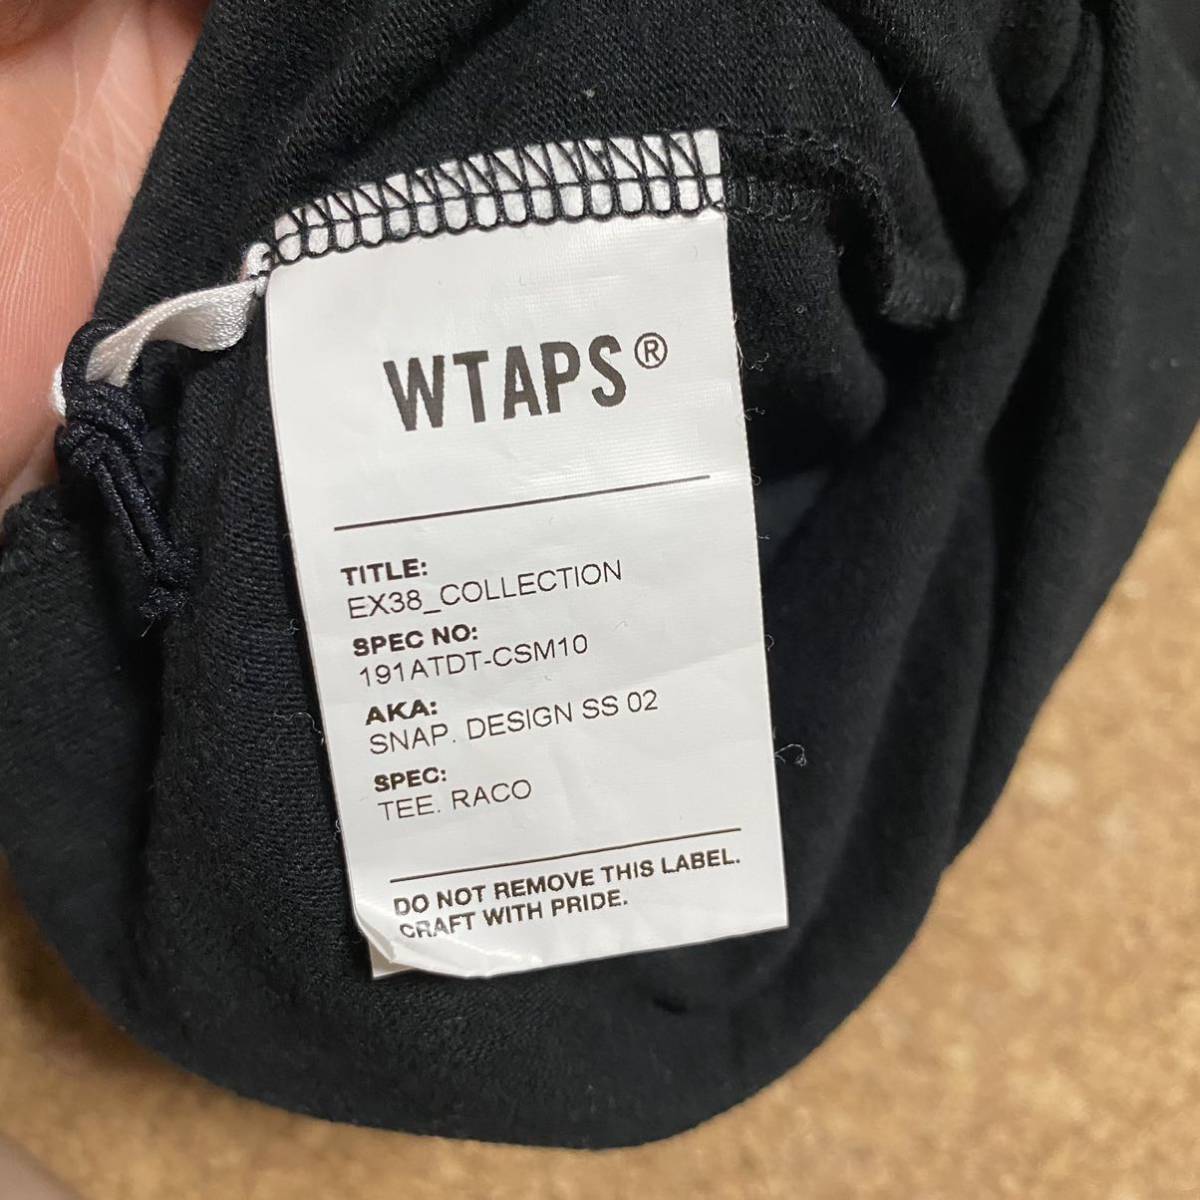 WTAPS®
TITLE:
EX38_COLLECTION
SPEC NO:
191ATDT-CSM10
AKA:
SNAP. DESIGN SS 02
SPEC:
TEE. RACO
DO NOT REMOVE THIS LABEL.
CRAFT WITH PRIDE.